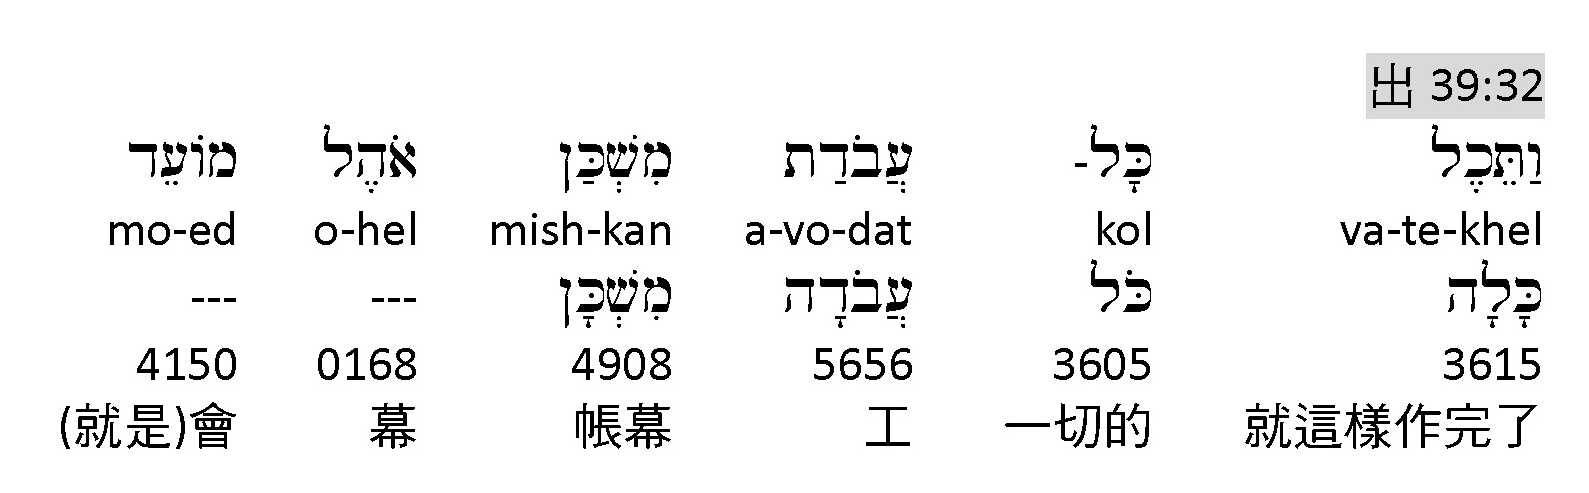 出 39:32
וַתֵּכֶל כָּל- עֲבֹדַת מִשְׁכַּן אֹהֶל מוֹעֵד
va-te-khel kol a-vo-dat mish-kan o-hel mo-ed
כָּלָה כֹּל עֲבֹדָה מִשְׁכָּן --- ---
3615 3605 5656 4908 0168 4150
就這樣作完了 一切的 工 帳幕 幕 (就是)會